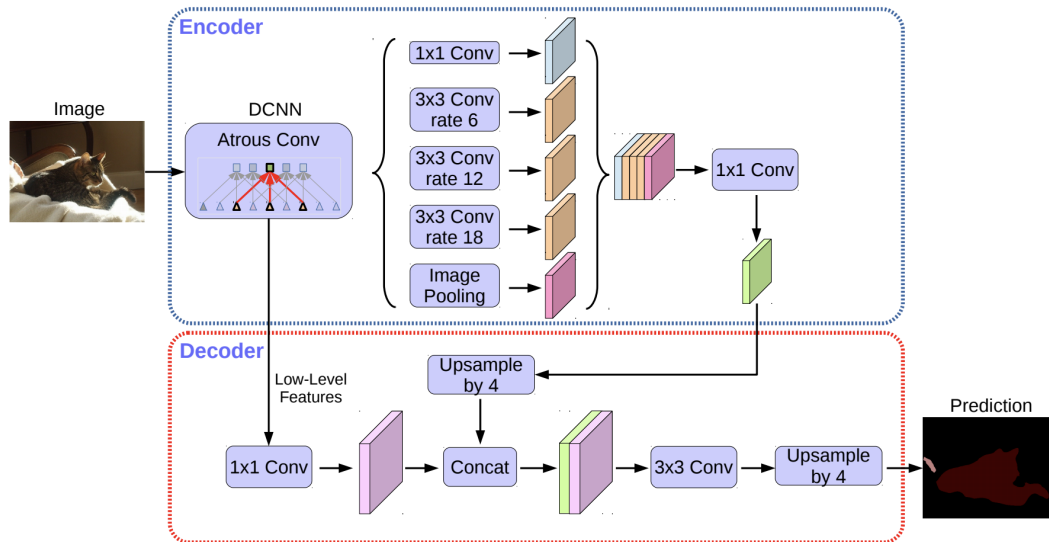 Encoder
Image
DCNN
Atrous Conv
1x1 Conv
3x3 Conv
rate 6
3x3 Conv
rate 12
3x3 Conv
rate 18
Image
Pooling
1x1 Conv
Decoder
Low-Level
Features
Upsample
by 4
1x1 Conv
Concat
3x3 Conv
Upsample
by 4
Prediction